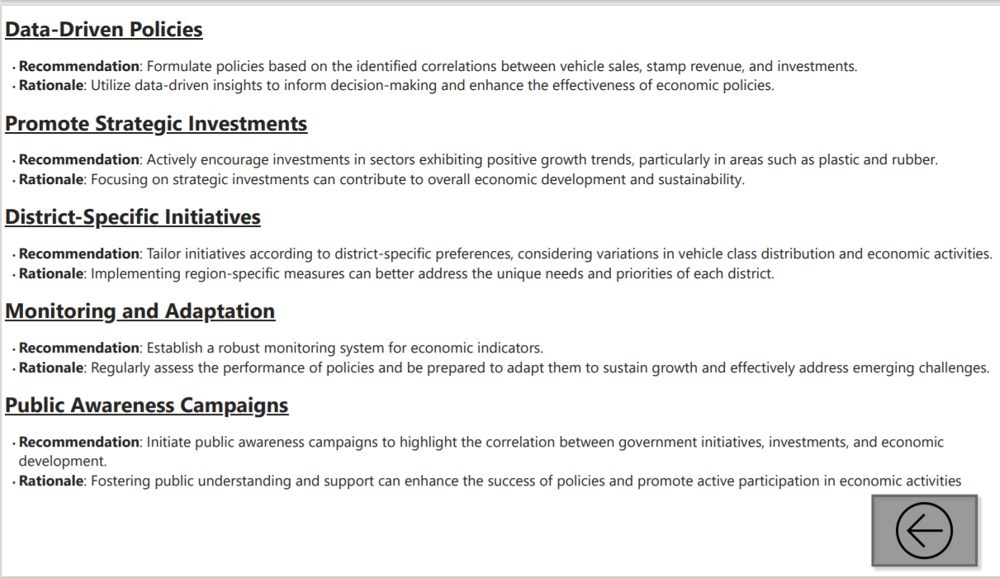 Data-Driven Policies
· Recommendation: Formulate policies based on the identified correlations between vehicle sales, stamp revenue, and investments.
· Rationale: Utilize data-driven insights to inform decision-making and enhance the effectiveness of economic policies.
Promote Strategic Investments
· Recommendation: Actively encourage investments in sectors exhibiting positive growth trends, particularly in areas such as plastic and rubber.
· Rationale: Focusing on strategic investments can contribute to overall economic development and sustainability.
District-Specific Initiatives
· Recommendation: Tailor initiatives according to district-specific preferences, considering variations in vehicle class distribution and economic activities.
· Rationale: Implementing region-specific measures can better address the unique needs and priorities of each district.
Monitoring and Adaptation
· Recommendation: Establish a robust monitoring system for economic indicators.
· Rationale: Regularly assess the performance of policies and be prepared to adapt them to sustain growth and effectively address emerging challenges.
Public Awareness Campaigns
· Recommendation: Initiate public awareness campaigns to highlight the correlation between government initiatives, investments, and economic
development.
· Rationale: Fostering public understanding and support can enhance the success of policies and promote active participation in economic activities